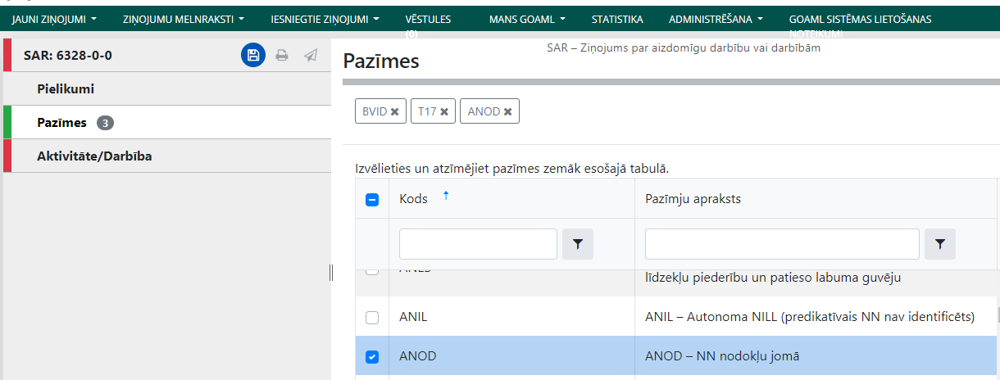 JAUNI ZIŅOJUMI ZIŅOJUMU MELNRAKSTI IESNIEGTIE ZIŅOJUMI VĒSTULES MANS GOAML STATISTIKA ADMINISTRĒŠANA GOAML SISTĒMAS LIETOŠANAS
(0) NOTEIKUMI
SAR: 6328-0-0
Pielikumi
Pazīmes 3
Aktivitāte/Darbība
SAR – Ziņojums par aizdomīgu darbību vai darbībām
Pazīmes
BVID T17 ANOD
Izvēlieties un atzīmējiet pazīmes zemāk esošajā tabulā.
Kods Pazīmju apraksts
līdzekļu piederību un patieso labuma guvēju
ANIL ANIL – Autonoma NILL (predikatīvais NN nav identificēts)
ANOD ANOD – NN nodokļu jomā